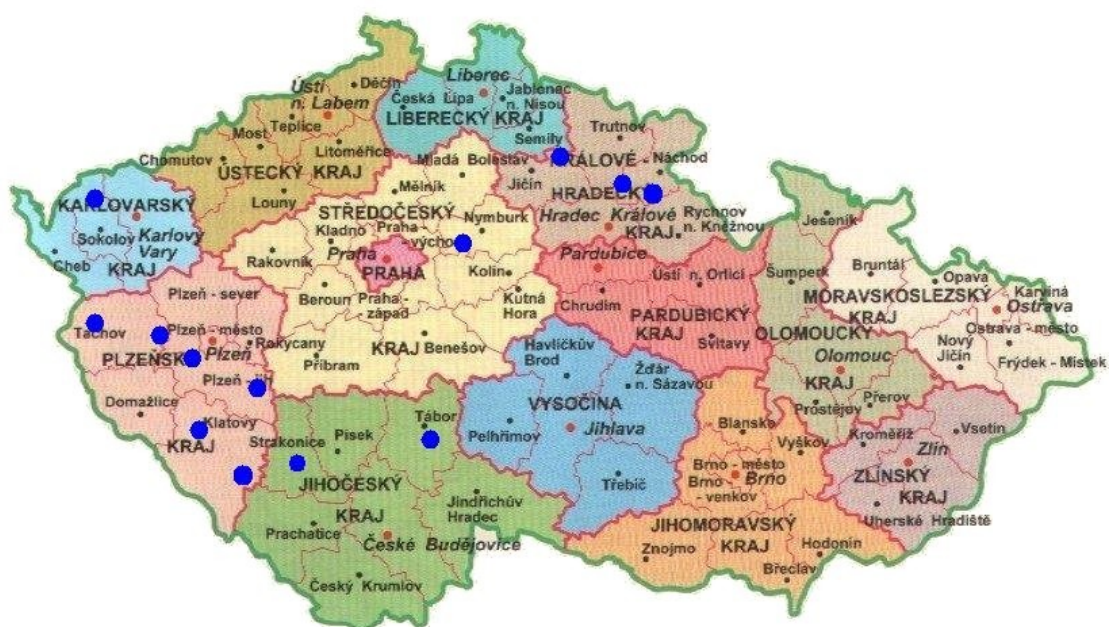 Liberec
Ústí
n. Labem
Děčín
Česká Lípa
Jablonec
n. Nisou
LIBERECKÝ KRAJ
Teplice
Most
Semily
Trutnov
Chomutov
Litoměřice
ÚSTECKÝ KRAJ
Mladá Boleslav
KRÁLOVÉ -
Náchod
Jičín
HRADECKÝ
Mělník
Louny
KARLOVARSKÝ
STŘEDOČESKÝ
Nymburk
Hradec Králové
Rychnov
n. Kněžnou
KRAJ
Jeseník
Kladno
Praha -
- východ
Sokolov
Karlovy
Vary
Cheb
KRAJ
Rakovník
Praha
PRAHA
Kolín
Pardubice
Ústí n. Orlicí
Šumperk
Bruntál
Opava
Karviná
Ostrava
Plzeň - sever
Beroun
Praha -
- západ
Kutná
Hora
Chrudim
PARDUBICKÝ
KRAJ
MORAVSKOSLEZSKÝ
KRAJ
Ostrava - město
Tachov
Plzeň - město
PLZEŇSKÝ
Plzeň
Rokycany
KRAJ
Benešov
Příbram
Havlíčkův
Brod
Svitavy
OLOMOUCKÝ
Olomouc
KRAJ
Nový
Jičín
Frýdek - Místek
Plzeň - jih
Žďár
n. Sázavou
Domažlice
Klatovy
KRAJ
Tábor
VYSOČINA
Prostějov
Přerov
Strakonice
Písek
Pelhřimov
Jihlava
Blansko
Vyškov
Kroměříž
Vsetín
Zlín
JIHOČESKÝ
KRAJ
Třebíč
Brno - město
Brno
- venkov
Brno
ZLÍNSKÝ
KRAJ
Jindřichův
Hradec
JIHOMORAVSKÝ
KRAJ
Uherské Hradiště
Prachatice
České Budějovice
Znojmo
Hodonín
Břeclav
Český Krumlov